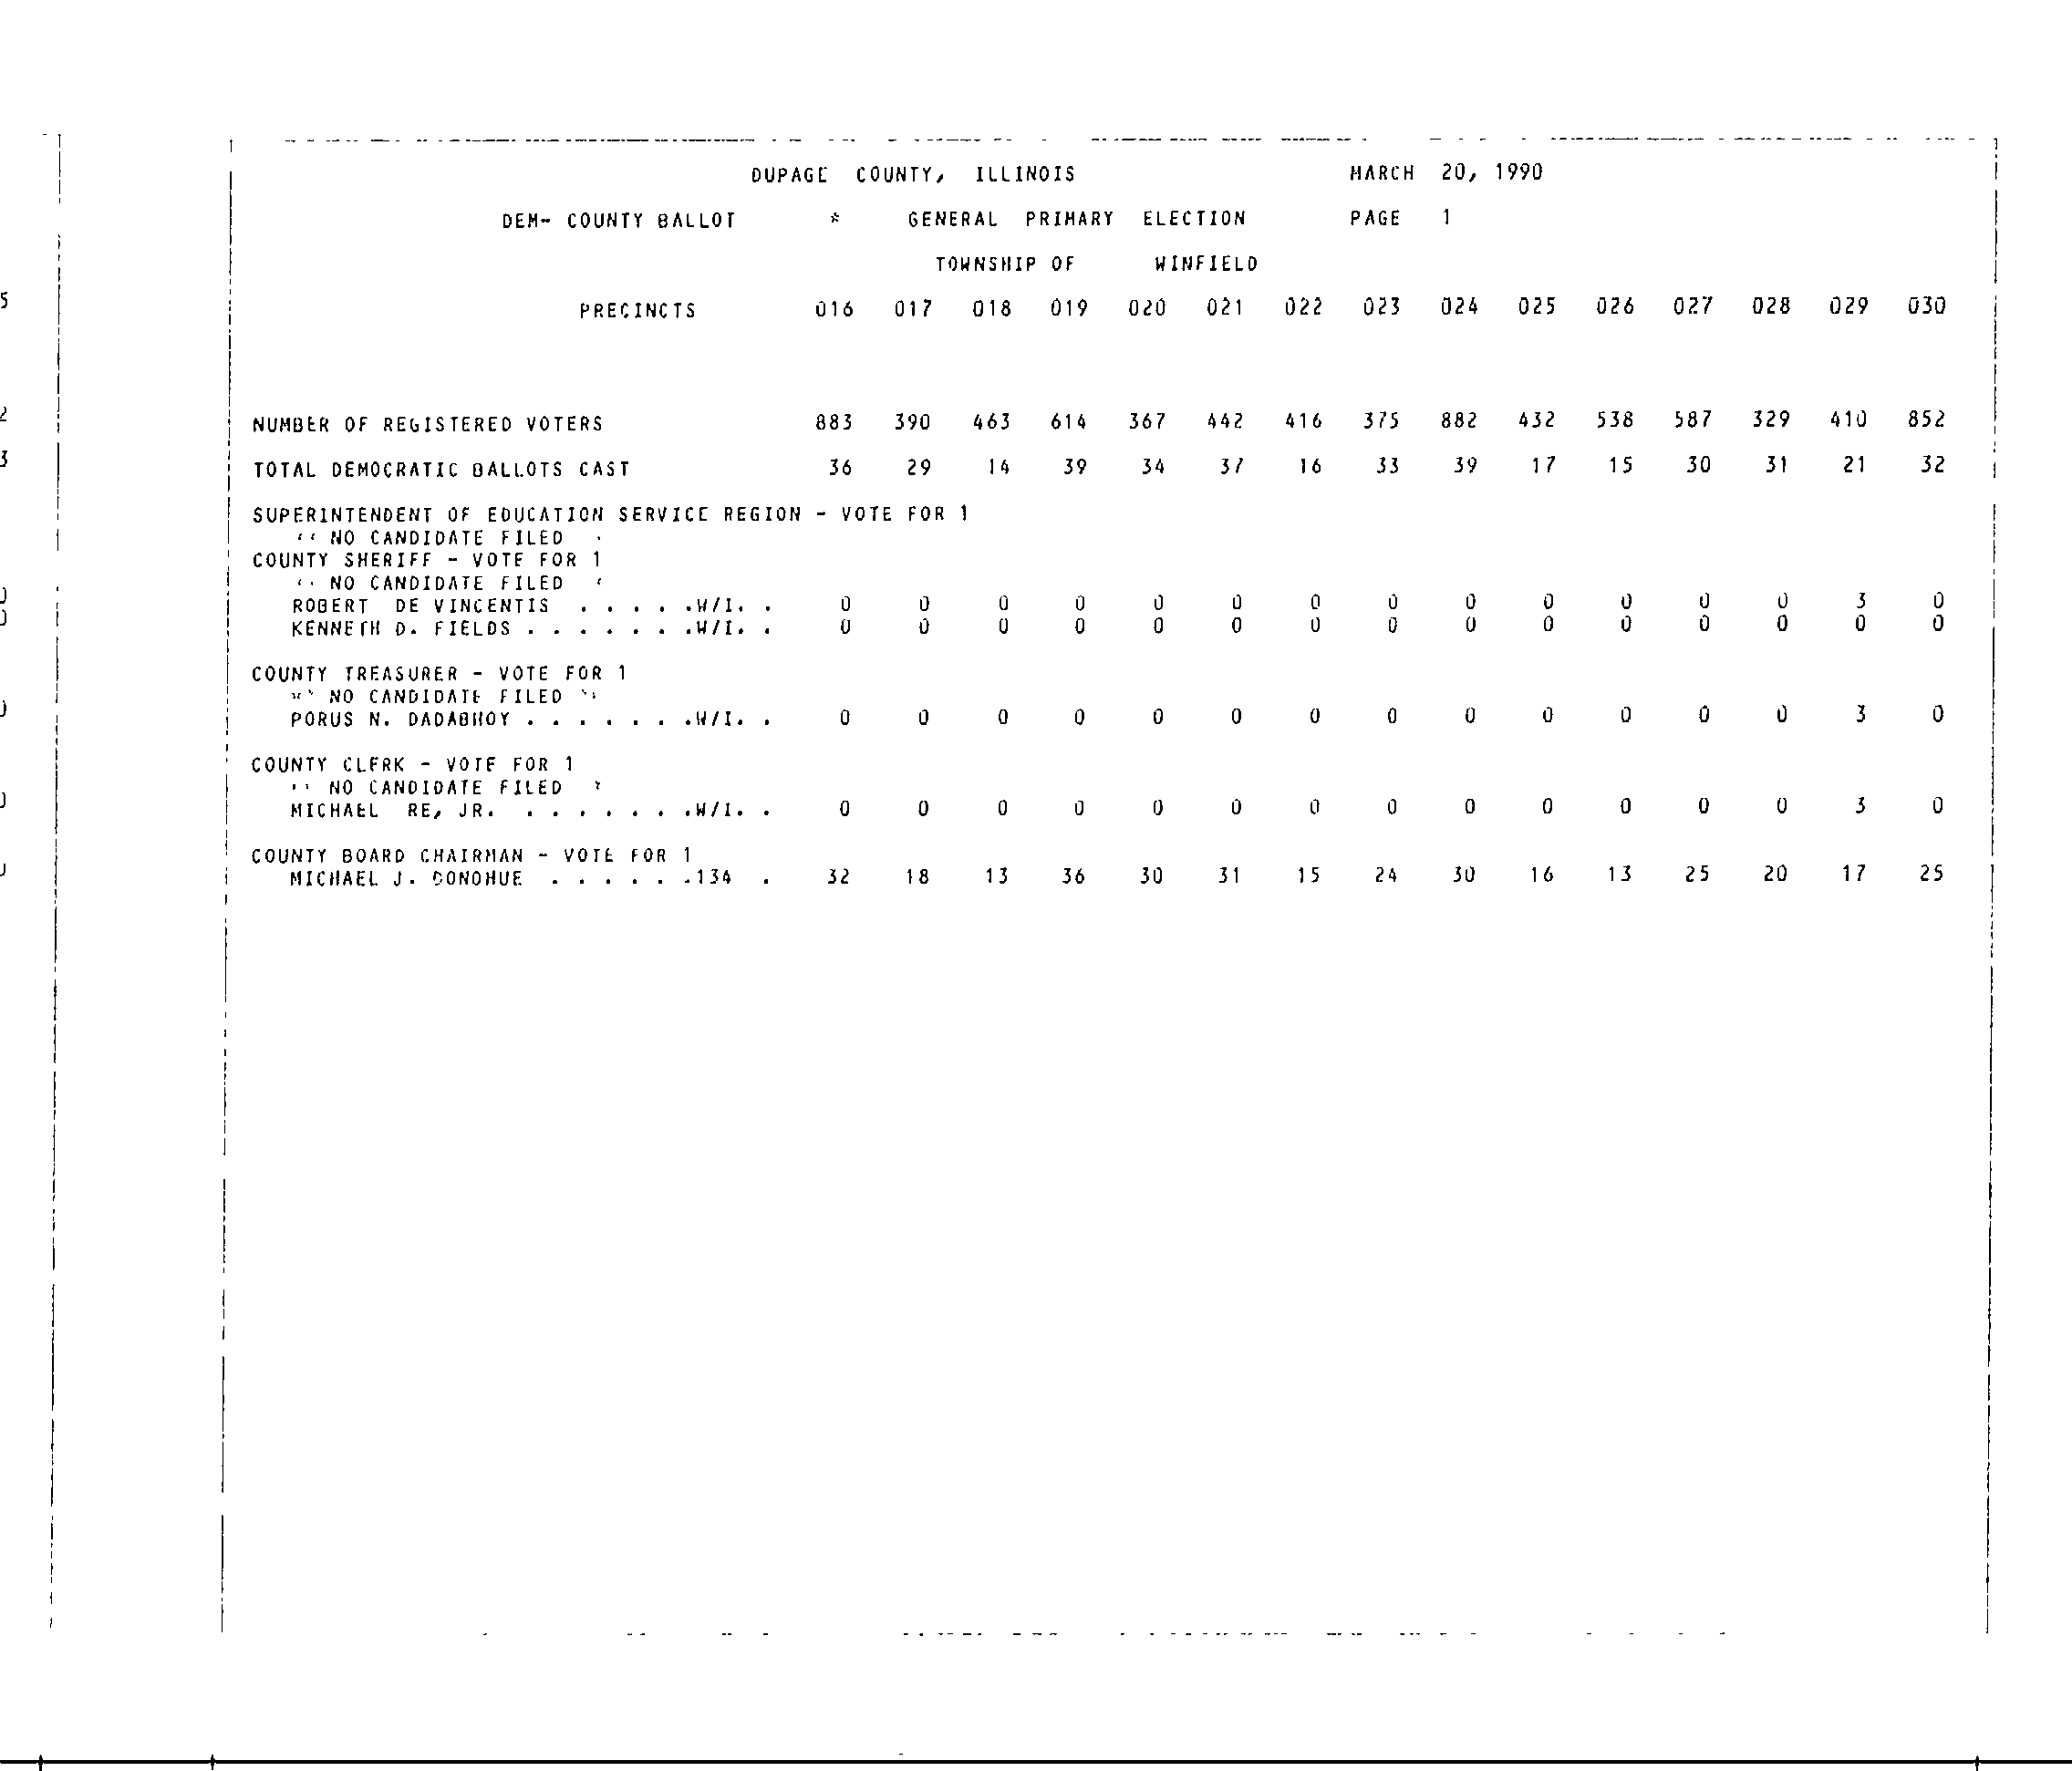 DUPAGE COUNTY, ILLINOIS MARCH 20, 1990
DEM- COUNTY BALLOT * GENERAL PRIMARY ELECTION PAGE 1
TOWNSHIP OF WINFIELD
PRECINCTS 016 017 018 019 020 021 022 023 024 025 026 027 028 029 030
NUMBER OF REGISTERED VOTERS 883 390 463 614 367 442 416 375 882 432 538 587 329 410 852
TOTAL DEMOCRATIC BALLOTS CAST 36 29 14 39 34 37 16 33 39 17 15 30 31 21 32
SUPERINTENDENT OF EDUCATION SERVICE REGION - VOTE FOR 1
NO CANDIDATE FILED
COUNTY SHERIFF - VOTE FOR 1
NO CANDIDATE FILED
ROBERT DE VINCENTIS . . . . .W/I. . 0 0 0 0 0 0 0 0 0 0 0 0 0 3 0
KENNETH D. FIELDS . . . . . . .W/I. . 0 0 0 0 0 0 0 0 0 0 0 0 0 0 0
COUNTY TREASURER - VOTE FOR 1
NO CANDIDATE FILED
PORUS N. DADABHOY . . . . . . .W/I. . 0 0 0 0 0 0 0 0 0 0 0 0 0 3 0
COUNTY CLERK - VOTE FOR 1
NO CANDIDATE FILED
MICHAEL RE, JR. . . . . . . .W/I. . 0 0 0 0 0 0 0 0 0 0 0 0 0 3 0
COUNTY BOARD CHAIRMAN - VOTE FOR 1
MICHAEL J. DONOHUE . . . . . .134 . 32 18 13 36 30 31 15 24 30 16 13 25 20 17 25